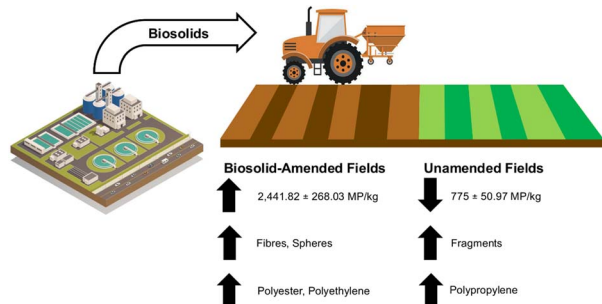 Biosolids
Biosolid-Amended Fields
2,441.82 ± 268.03 MP/kg
Fibres, Spheres
Polyester, Polyethylene
Unamended Fields
775 ± 50.97 MP/kg
Fragments
Polypropylene